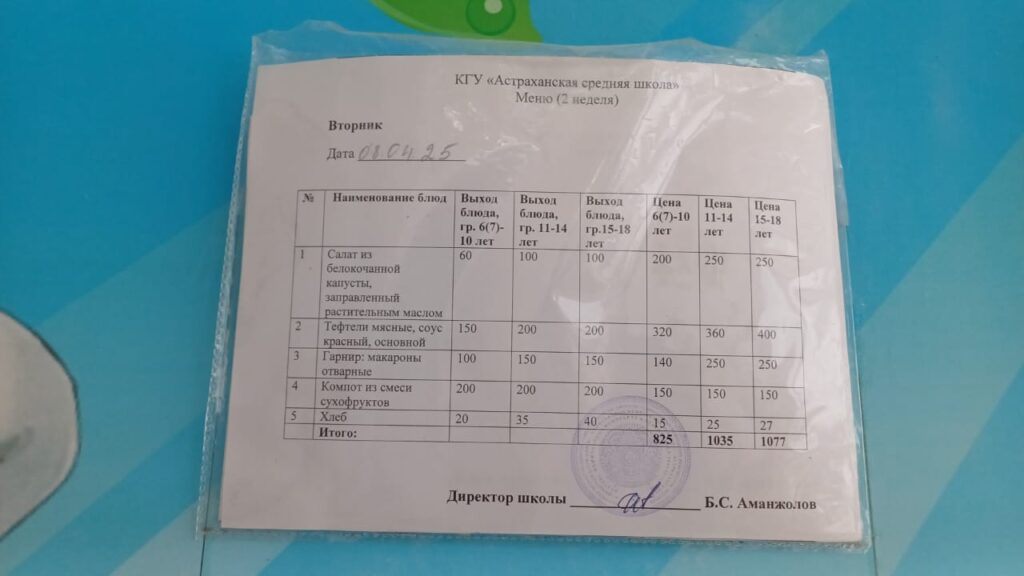 КГУ «Астраханская средняя школа»
Меню (2 неделя)
Вторник
Дата 01.04.25
№ Наименование блюд Выход блюда, гр. 6(7)-10 лет Выход блюда, гр. 11-14 лет Выход блюда, гр.15-18 лет Цена 6(7)-10 лет Цена 11-14 лет Цена 15-18 лет
1 Салат из белокочанной капусты, заправленный растительным маслом 60 100 100 200 250 250
2 Тефтели мясные, соус красный, основной 150 200 200 320 360 400
3 Гарнир: макароны отварные 100 150 150 140 250 250
4 Компот из смеси сухофруктов 200 200 200 150 150 150
5 Хлеб 20 35 40 15 25 27
Итого: 825 1035 1077
Директор школы Б.С. Аманжолов